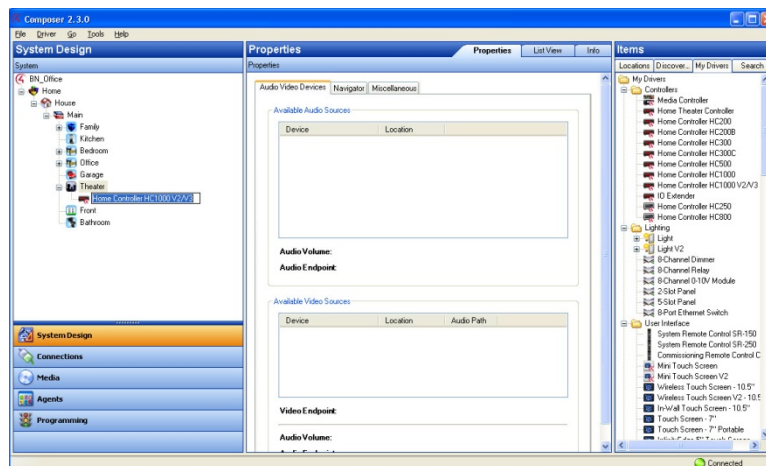 Composer 2.3.0
File Driver Go Tools Help
System Design
System
BN_Office
Home
House
Main
Family
Kitchen
Bedroom
Office
Garage
Theater
Home Controller HC1000 V2/V3
Front
Bathroom
System Design
Connections
Media
Agents
Programming
Properties
Properties List View Info
Properties
Audio Video Devices Navigator Miscellaneous
Available Audio Sources
Device Location
Audio Volume:
Audio Endpoint:
Available Video Sources
Device Location Audio Path
Video Endpoint:
Audio Volume:
Items
Locations Discover... My Drivers Search
My Drivers
Controllers
Media Controller
Home Theater Controller
Home Controller HC200
Home Controller HC200B
Home Controller HC300
Home Controller HC300C
Home Controller HC500
Home Controller HC1000
Home Controller HC1000 V2/V3
IO Extender
Home Controller HC250
Home Controller HC800
Lighting
Light
Light V2
8-Channel Dimmer
8-Channel Relay
8-Channel 0-10V Module
2-Slot Panel
5-Slot Panel
8-Port Ethernet Switch
User Interface
System Remote Control SR-150
System Remote Control SR-250
Commissioning Remote Control C
Mini Touch Screen
Mini Touch Screen V2
Wireless Touch Screen - 10.5"
Wireless Touch Screen V2 - 10.5
In-Wall Touch Screen - 10.5"
Touch Screen - 7"
Touch Screen - 7" Portable
Connected